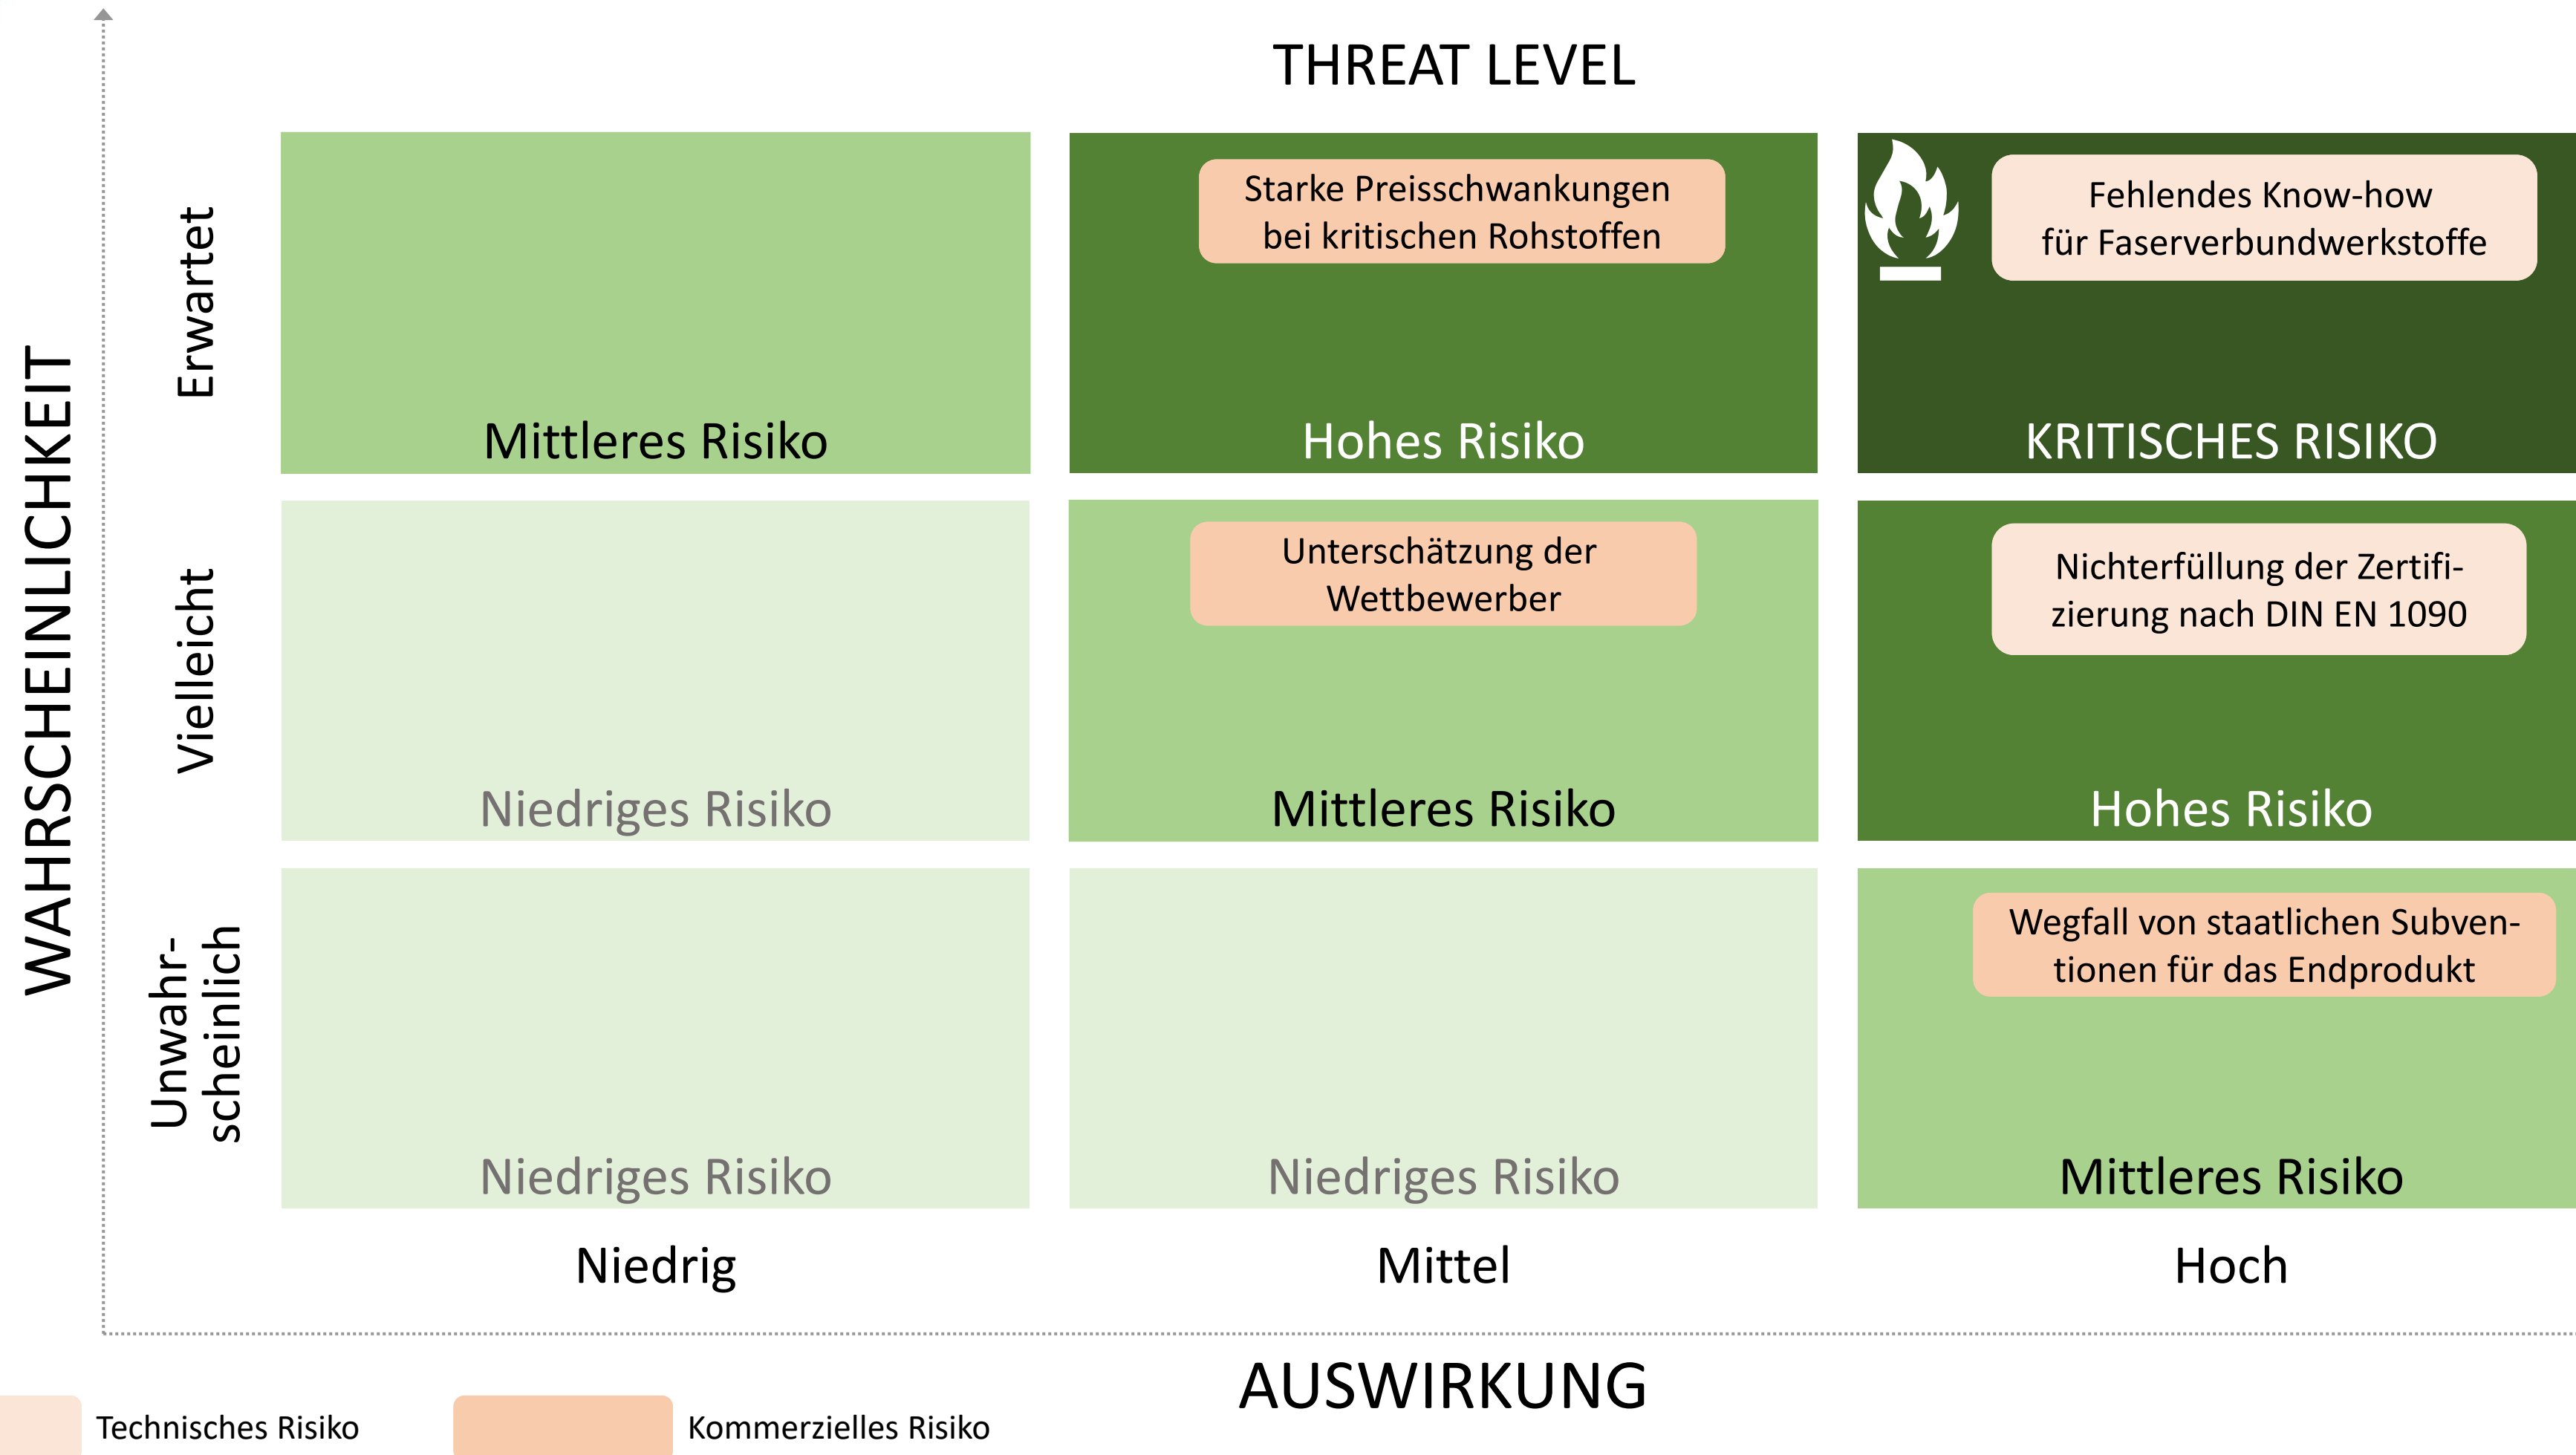 THREAT LEVEL
WAHRSCHEINLICHKEIT
Erwartet
Starke Preisschwankungen
bei kritischen Rohstoffen
Fehlendes Know-how
für Faserverbundwerkstoffe
Mittleres Risiko
Hohes Risiko
KRITISCHES RISIKO
Vielleicht
Unterschätzung der
Wettbewerber
Nichterfüllung der Zertifi-
zierung nach DIN EN 1090
Niedriges Risiko
Mittleres Risiko
Hohes Risiko
Unwahr-
scheinlich
Wegfall von staatlichen Subven-
tionen für das Endprodukt
Niedriges Risiko
Niedriges Risiko
Mittleres Risiko
Niedrig
Mittel
Hoch
AUSWIRKUNG
Technisches Risiko
Kommerzielles Risiko